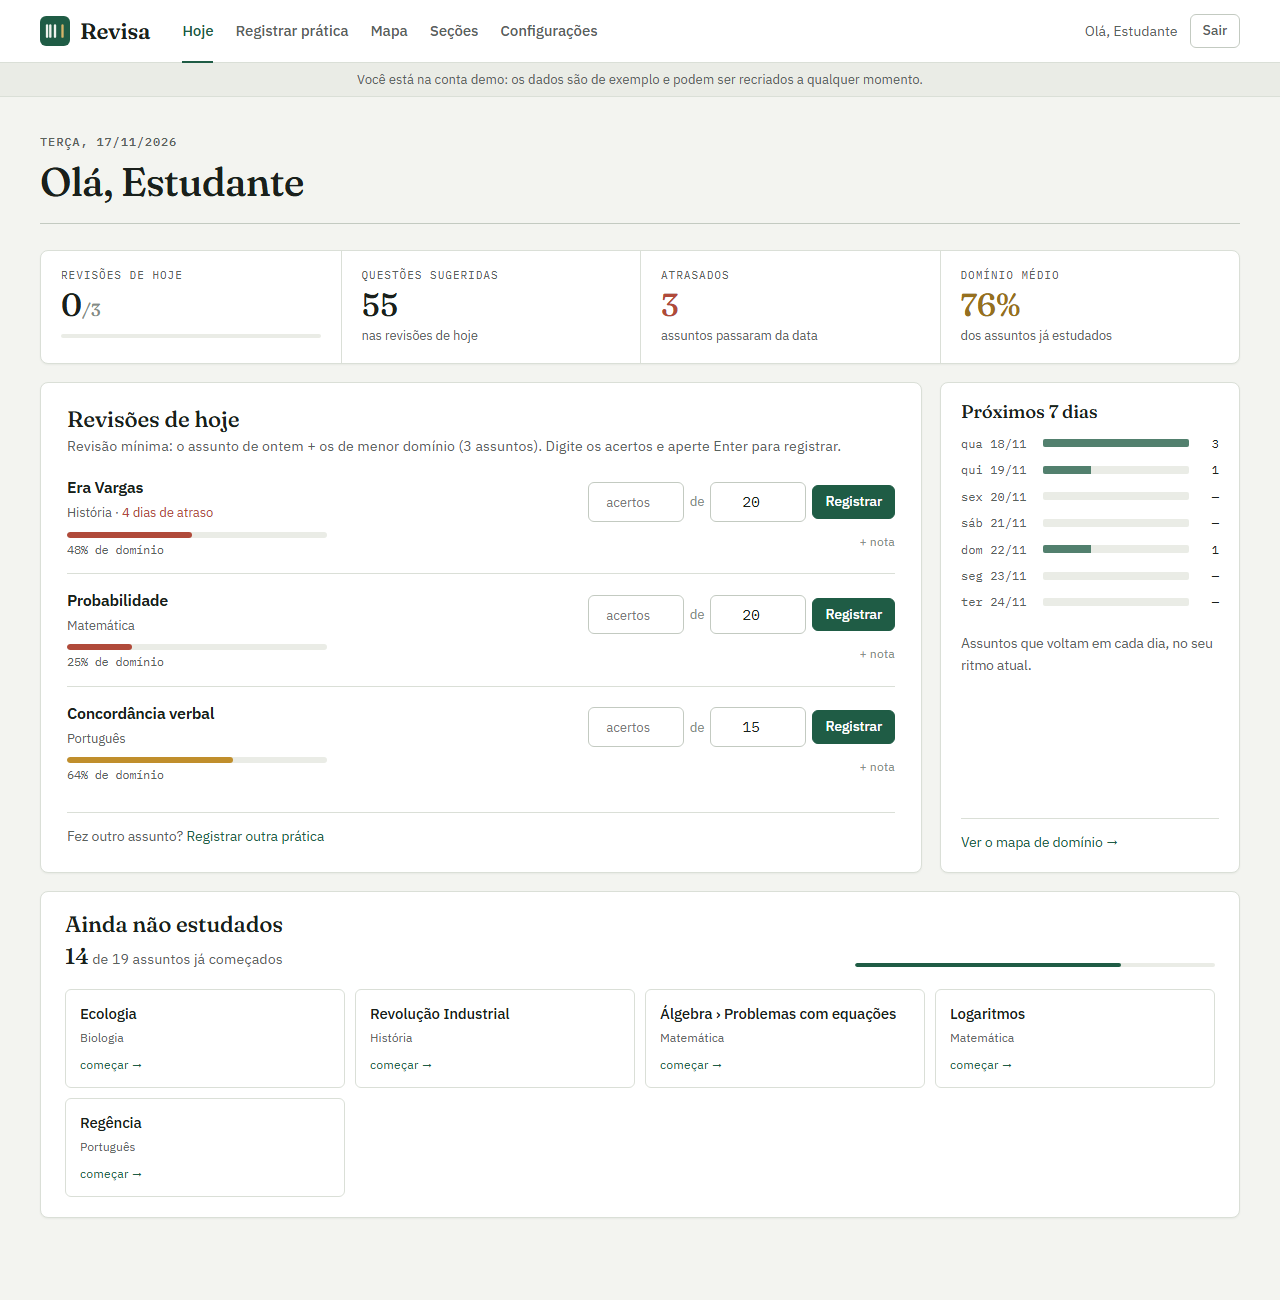 Revisa
Hoje
Registrar prática
Mapa
Seções
Configurações
Olá, Estudante
Sair
Você está na conta demo: os dados são de exemplo e podem ser recriados a qualquer momento.
TERÇA, 17/11/2026
Olá, Estudante
REVISÕES DE HOJE
0/3
QUESTÕES SUGERIDAS
55
nas revisões de hoje
ATRASADOS
3
assuntos passaram da data
DOMÍNIO MÉDIO
76%
dos assuntos já estudados
Revisões de hoje
Revisão mínima: o assunto de ontem + os de menor domínio (3 assuntos). Digite os acertos e aperte Enter para registrar.
Era Vargas
História · 4 dias de atraso
48% de domínio
acertos de 20 Registrar
+ nota
Probabilidade
Matemática
25% de domínio
acertos de 20 Registrar
+ nota
Concordância verbal
Português
64% de domínio
acertos de 15 Registrar
+ nota
Fez outro assunto? Registrar outra prática
Próximos 7 dias
qua 18/11 3
qui 19/11 1
sex 20/11 –
sáb 21/11 –
dom 22/11 1
seg 23/11 –
ter 24/11 –
Assuntos que voltam em cada dia, no seu
ritmo atual.
Ver o mapa de domínio →
Ainda não estudados
14 de 19 assuntos já começados
Ecologia
Biologia
começar →
Revolução Industrial
História
começar →
Álgebra › Problemas com equações
Matemática
começar →
Logaritmos
Matemática
começar →
Regência
Português
começar →